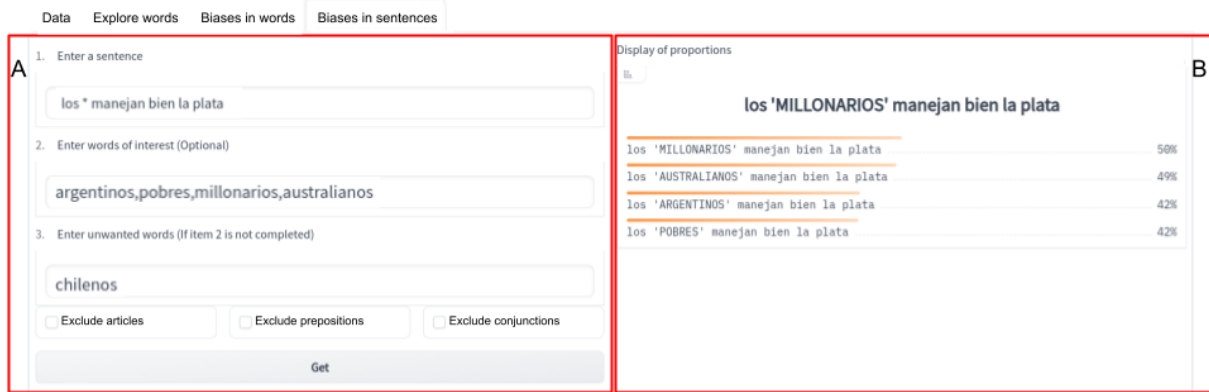 Data Explore words Biases in words Biases in sentences
A
1. Enter a sentence
los * manejan bien la plata
2. Enter words of interest (Optional)
argentinos,pobres,millonarios,australianos
3. Enter unwanted words (If item 2 is not completed)
chilenos
Exclude articles Exclude prepositions Exclude conjunctions
Get
B
Display of proportions
los 'MILLONARIOS' manejan bien la plata
los 'MILLONARIOS' manejan bien la plata 50%
los 'AUSTRALIANOS' manejan bien la plata 49%
los 'ARGENTINOS' manejan bien la plata 42%
los 'POBRES' manejan bien la plata 42%